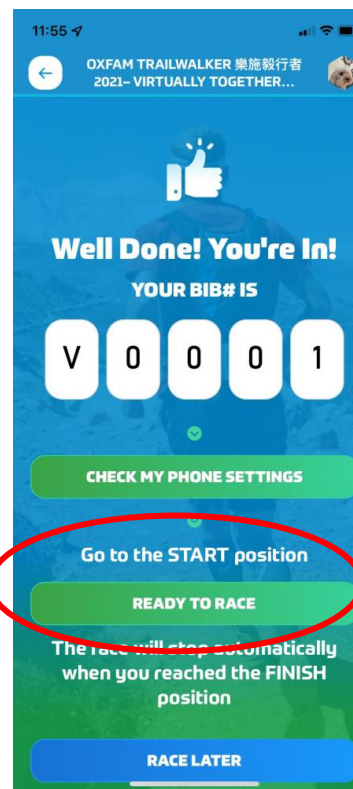 11:55
OXFAM TRAILWALKER 樂施毅行者
2021– VIRTUALLY TOGETHER...
Well Done! You're In!
YOUR BIB# IS
V 0 0 0 1
CHECK MY PHONE SETTINGS
Go to the START position
READY TO RACE
The race will stop automatically
when you reached the FINISH
position
RACE LATER